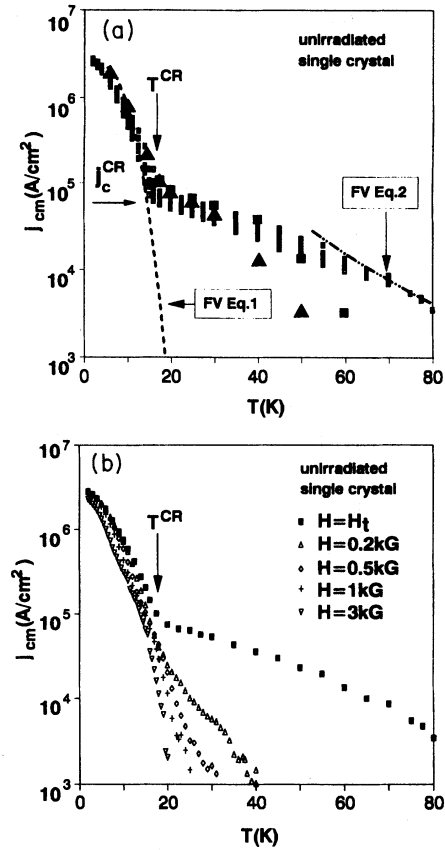 (a)
unirradiated
single crystal
10^7
10^6
10^5
10^4
10^3
j_cm(A/cm^2)
T^CR
j_c^CR
FV Eq.2
FV Eq.1
0 20 40 60 80
T(K)
(b)
unirradiated
single crystal
■ H=H_t
△ H=0.2kG
◇ H=0.5kG
+ H=1kG
▽ H=3kG
10^7
10^6
10^5
10^4
10^3
j_cm(A/cm^2)
T^CR
0 20 40 60 80
T(K)